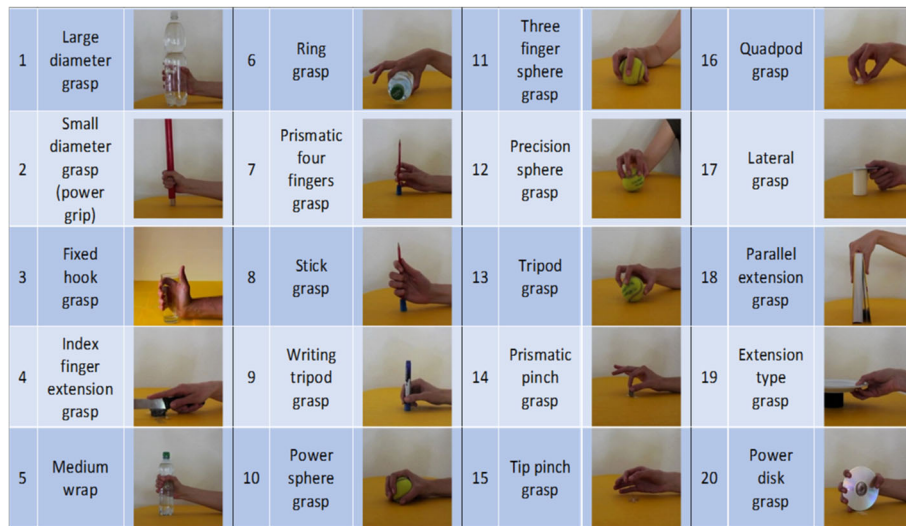 1
Large
diameter
grasp
6
Ring
grasp
11
Three
finger
sphere
grasp
16
Quadpod
grasp
2
Small
diameter
grasp
(power
grip)
7
Prismatic
four
fingers
grasp
12
Precision
sphere
grasp
17
Lateral
grasp
3
Fixed
hook
grasp
8
Stick
grasp
13
Tripod
grasp
18
Parallel
extension
grasp
4
Index
finger
extension
grasp
9
Writing
tripod
grasp
14
Prismatic
pinch
grasp
19
Extension
type
grasp
5
Medium
wrap
10
Power
sphere
grasp
15
Tip pinch
grasp
20
Power
disk
grasp